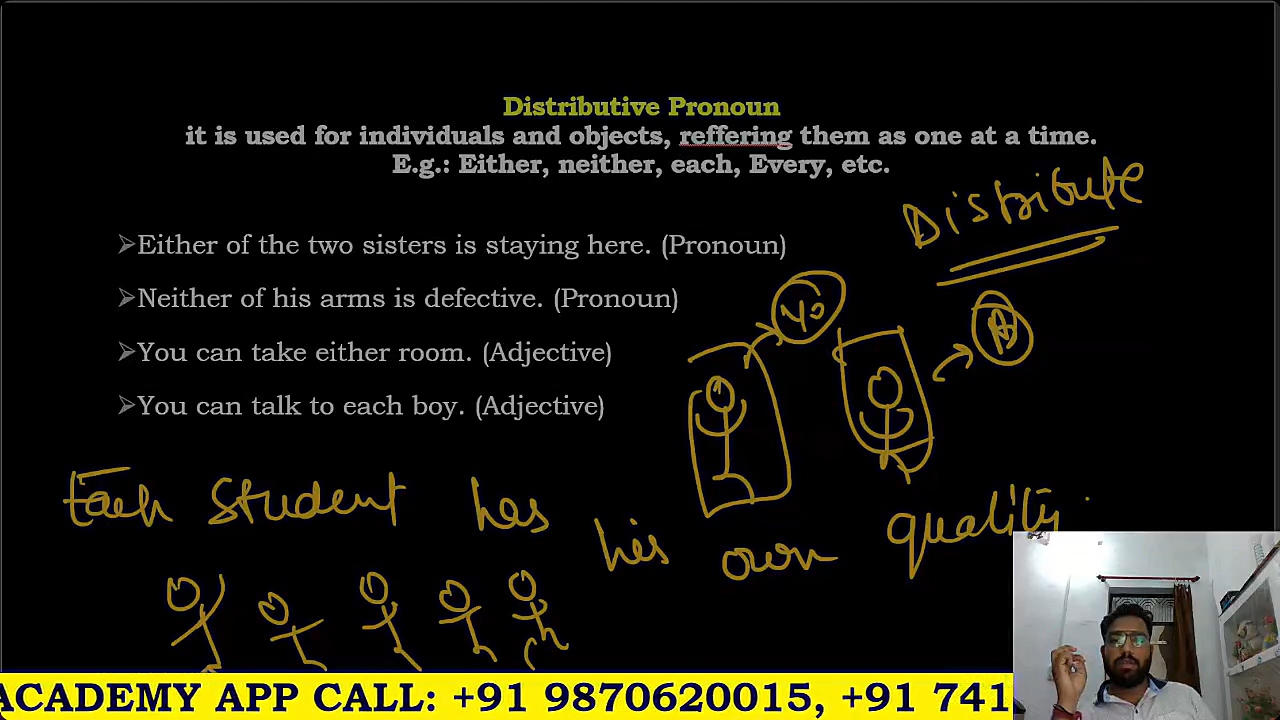 Distributive Pronoun
it is used for individuals and objects, reffering them as one at a time.
E.g.: Either, neither, each, Every, etc.
Distribute
➢Either of the two sisters is staying here. (Pronoun)
➢Neither of his arms is defective. (Pronoun)
➢You can take either room. (Adjective)
➢You can talk to each boy. (Adjective)
Each student has his own quality.
ACADEMY APP CALL: +91 9870620015, +91 741